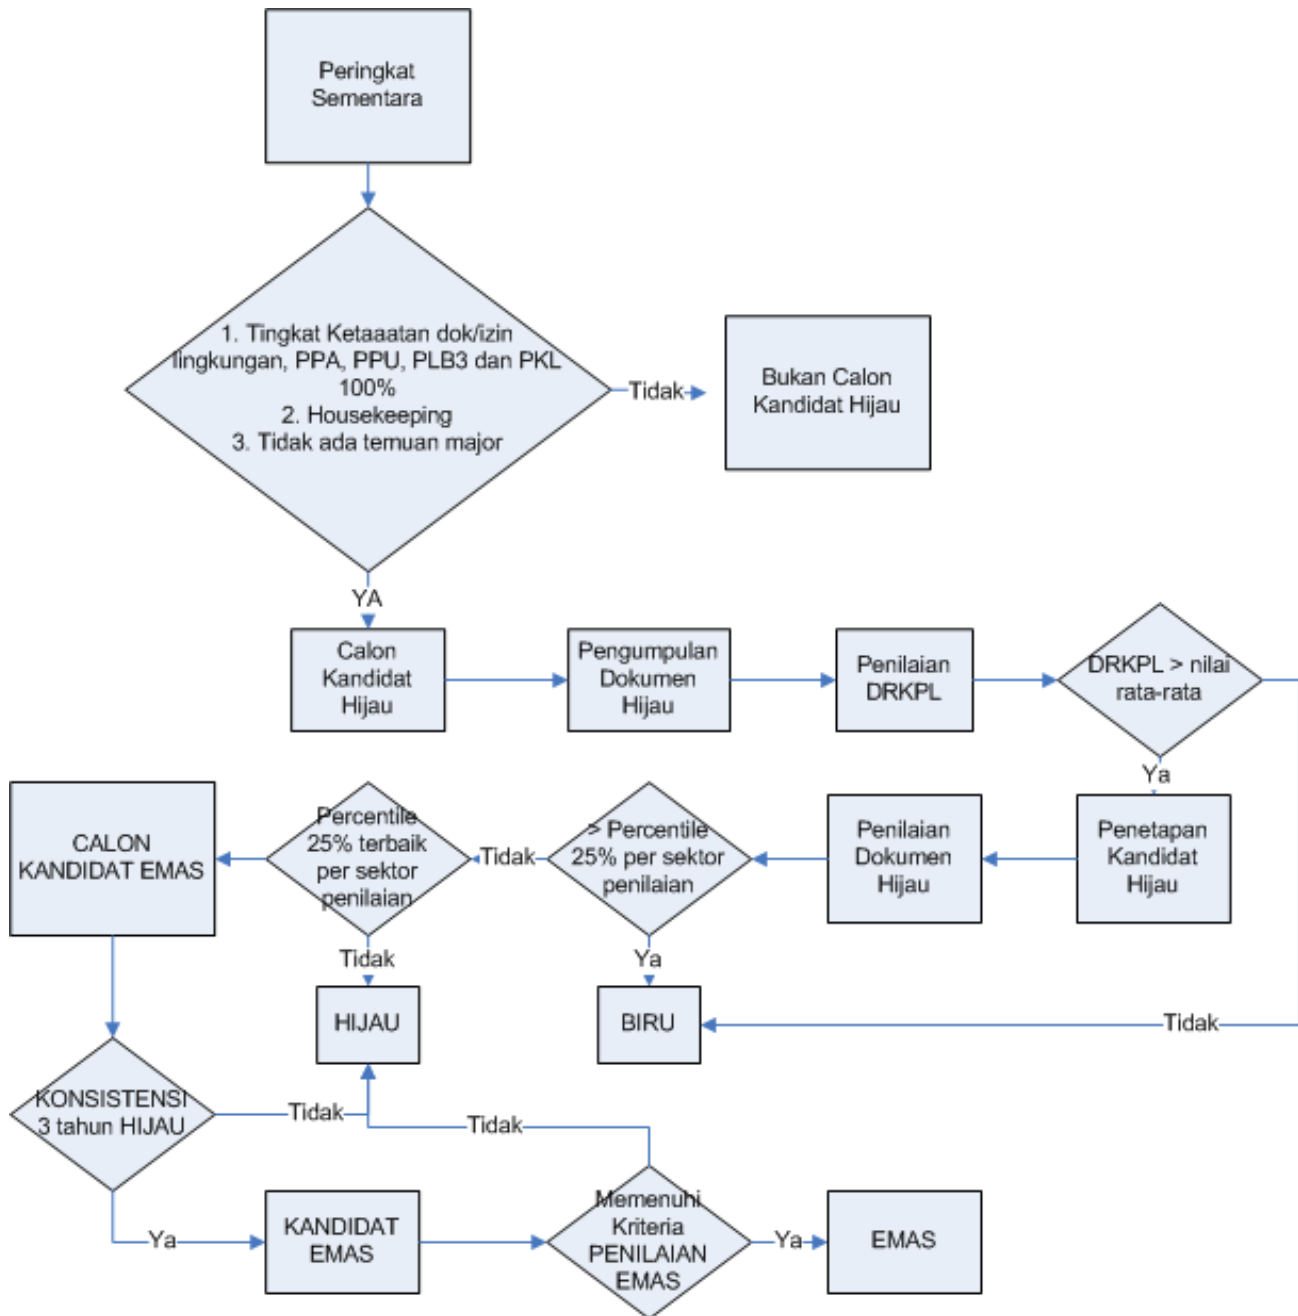 Peringkat
Sementara
1. Tingkat Ketaaatan dok/izin
lingkungan, PPA, PPU, PLB3 dan PKL
100%
2. Housekeeping
3. Tidak ada temuan major
Tidak
Bukan Calon
Kandidat Hijau
YA
Calon
Kandidat
Hijau
Pengumpulan
Dokumen
Hijau
Penilaian
DRKPL
DRKPL > nilai
rata-rata
Ya
Tidak
Penetapan
Kandidat
Hijau
Penilaian
Dokumen
Hijau
> Percentile
25% per sektor
penilaian
Tidak
Ya
BIRU
Percentile
25% terbaik
per sektor
penilaian
Tidak
HIJAU
CALON
KANDIDAT EMAS
KONSISTENSI
3 tahun HIJAU
Tidak
Ya
KANDIDAT
EMAS
Memenuhi
Kriteria
PENILAIAN
EMAS
Tidak
Ya
EMAS